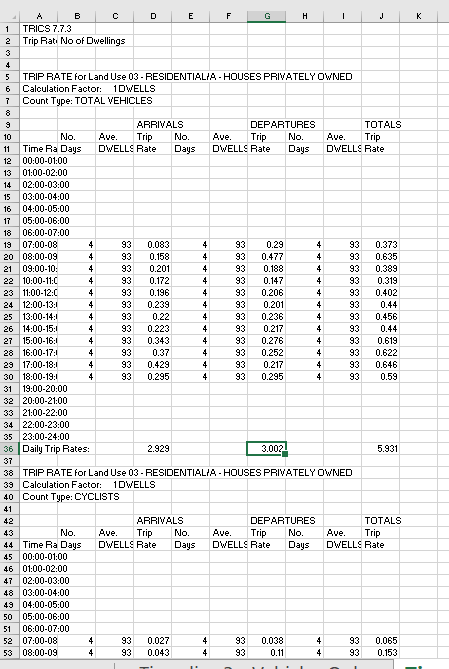 A B C D E F G H I J K
1 TRICS 7.7.3
2 Trip Rat No of Dwellings
3
4
5 TRIP RATE for Land Use 03 - RESIDENTIAL/A - HOUSES PRIVATELY OWNED
6 Calculation Factor: 1 DWELLS
7 Count Type: TOTAL VEHICLES
8
9 ARRIVALS DEPARTURES TOTALS
10 No. Ave. Trip No. Ave. Trip No. Ave. Trip
11 Time Ra Days DWELLS Rate Days DWELLS Rate Days DWELLS Rate
12 00:00-01:00
13 01:00-02:00
14 02:00-03:00
15 03:00-04:00
16 04:00-05:00
17 05:00-06:00
18 06:00-07:00
19 07:00-08 4 93 0.083 4 93 0.29 4 93 0.373
20 08:00-09 4 93 0.158 4 93 0.477 4 93 0.635
21 09:00-10: 4 93 0.201 4 93 0.188 4 93 0.389
22 10:00-11:0 4 93 0.172 4 93 0.147 4 93 0.319
23 11:00-12:0 4 93 0.196 4 93 0.206 4 93 0.402
24 12:00-13:0 4 93 0.239 4 93 0.201 4 93 0.44
25 13:00-14:0 4 93 0.22 4 93 0.236 4 93 0.456
26 14:00-15: 4 93 0.223 4 93 0.217 4 93 0.44
27 15:00-16:0 4 93 0.343 4 93 0.276 4 93 0.619
28 16:00-17: 4 93 0.37 4 93 0.252 4 93 0.622
29 17:00-18:0 4 93 0.429 4 93 0.217 4 93 0.646
30 18:00-19:0 4 93 0.295 4 93 0.295 4 93 0.59
31 19:00-20:00
32 20:00-21:00
33 21:00-22:00
34 22:00-23:00
35 23:00-24:00
36 Daily Trip Rates: 2.929 3.002 5.931
37
38 TRIP RATE for Land Use 03 - RESIDENTIAL/A - HOUSES PRIVATELY OWNED
39 Calculation Factor: 1 DWELLS
40 Count Type: CYCLISTS
41
42 ARRIVALS DEPARTURES TOTALS
43 No. Ave. Trip No. Ave. Trip No. Ave. Trip
44 Time Ra Days DWELLS Rate Days DWELLS Rate Days DWELLS Rate
45 00:00-01:00
46 01:00-02:00
47 02:00-03:00
48 03:00-04:00
49 04:00-05:00
50 05:00-06:00
51 06:00-07:00
52 07:00-08 4 93 0.027 4 93 0.038 4 93 0.065
53 08:00-09 4 93 0.043 4 93 0.11 4 93 0.153